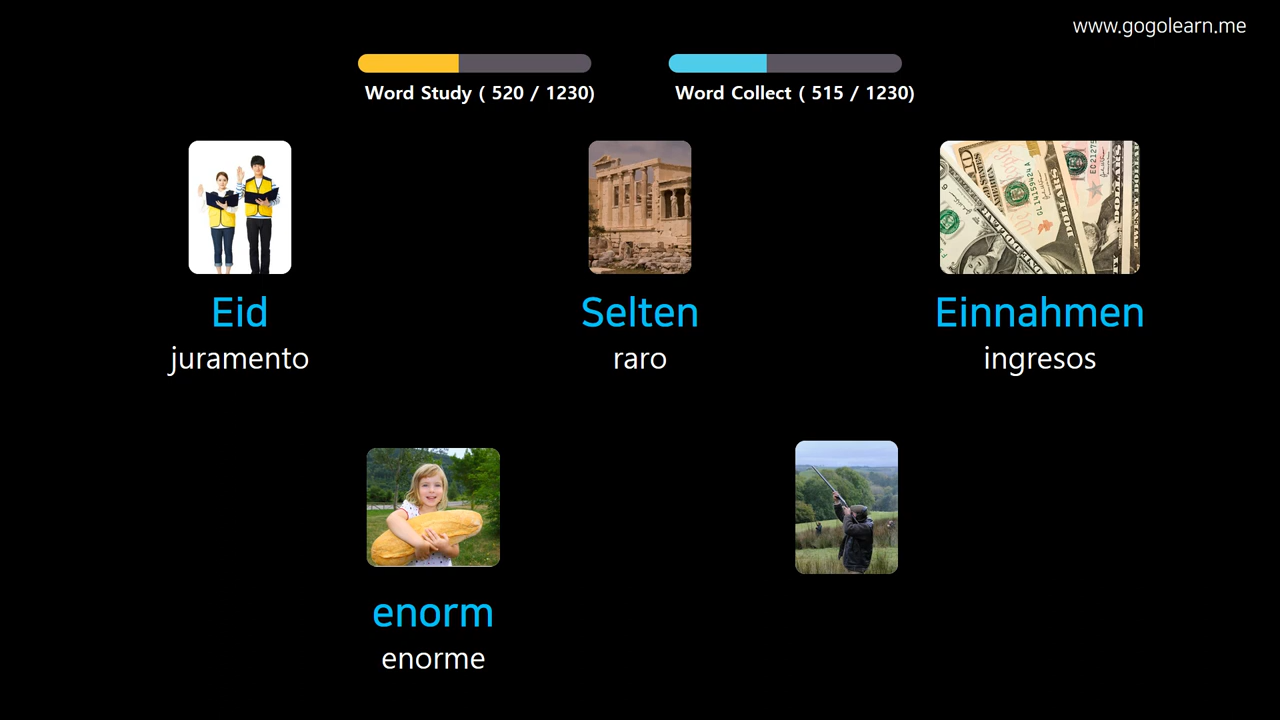 www.gogolearn.me
Word Study ( 520 / 1230)
Word Collect ( 515 / 1230)
Eid
juramento
Selten
raro
Einnahmen
ingresos
enorm
enorme